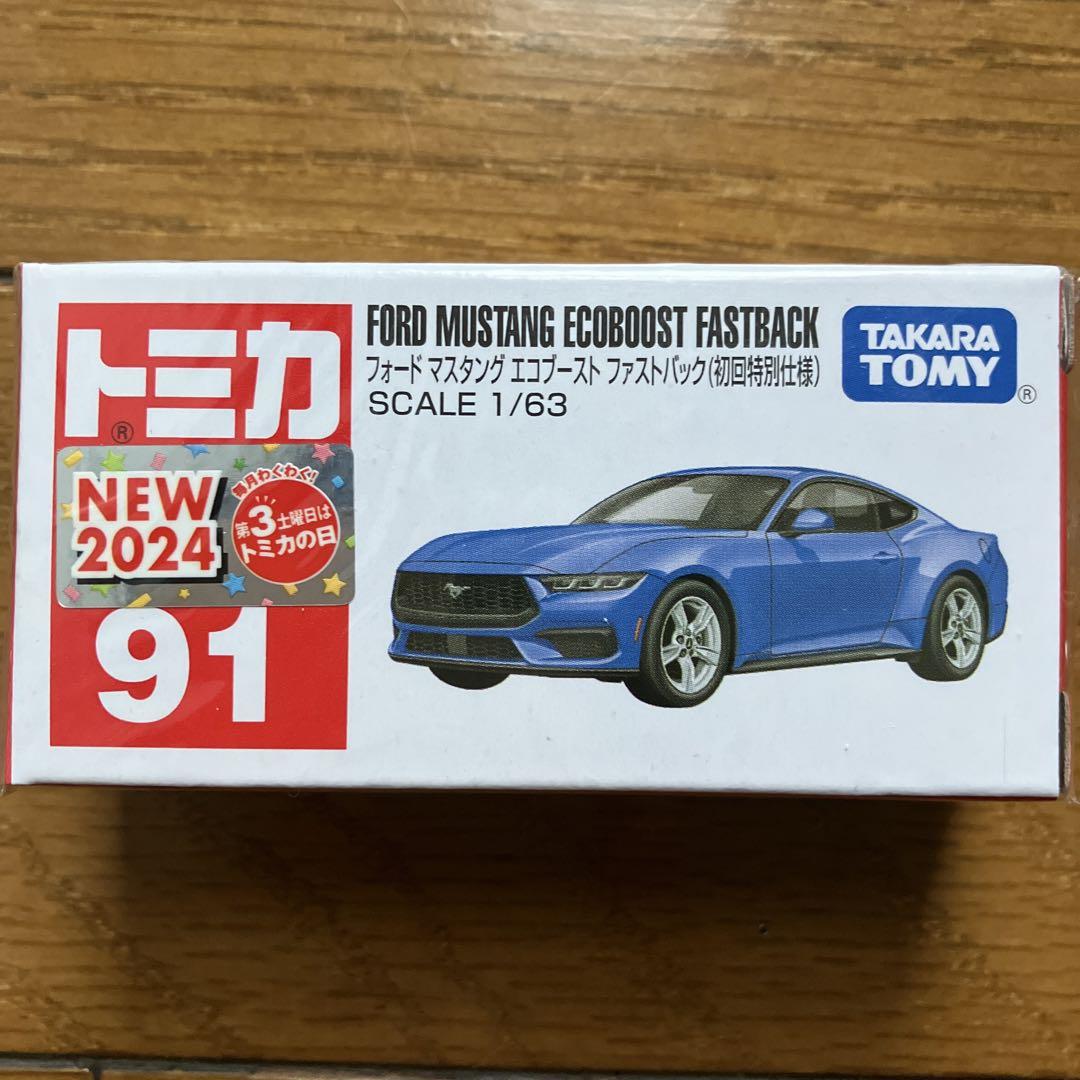 トミカ
®
NEW
2024
毎月わくわく!
第3土曜日は
トミカの日
91
FORD MUSTANG ECOBOOST FASTBACK
フォード マスタング エコブースト ファストバック(初回特別仕様)
SCALE 1/63
TAKARA
TOMY
®